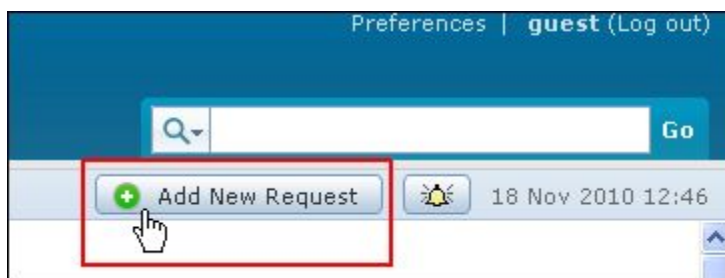 Preferences | guest (Log out)
Go
Add New Request 18 Nov 2010 12:46